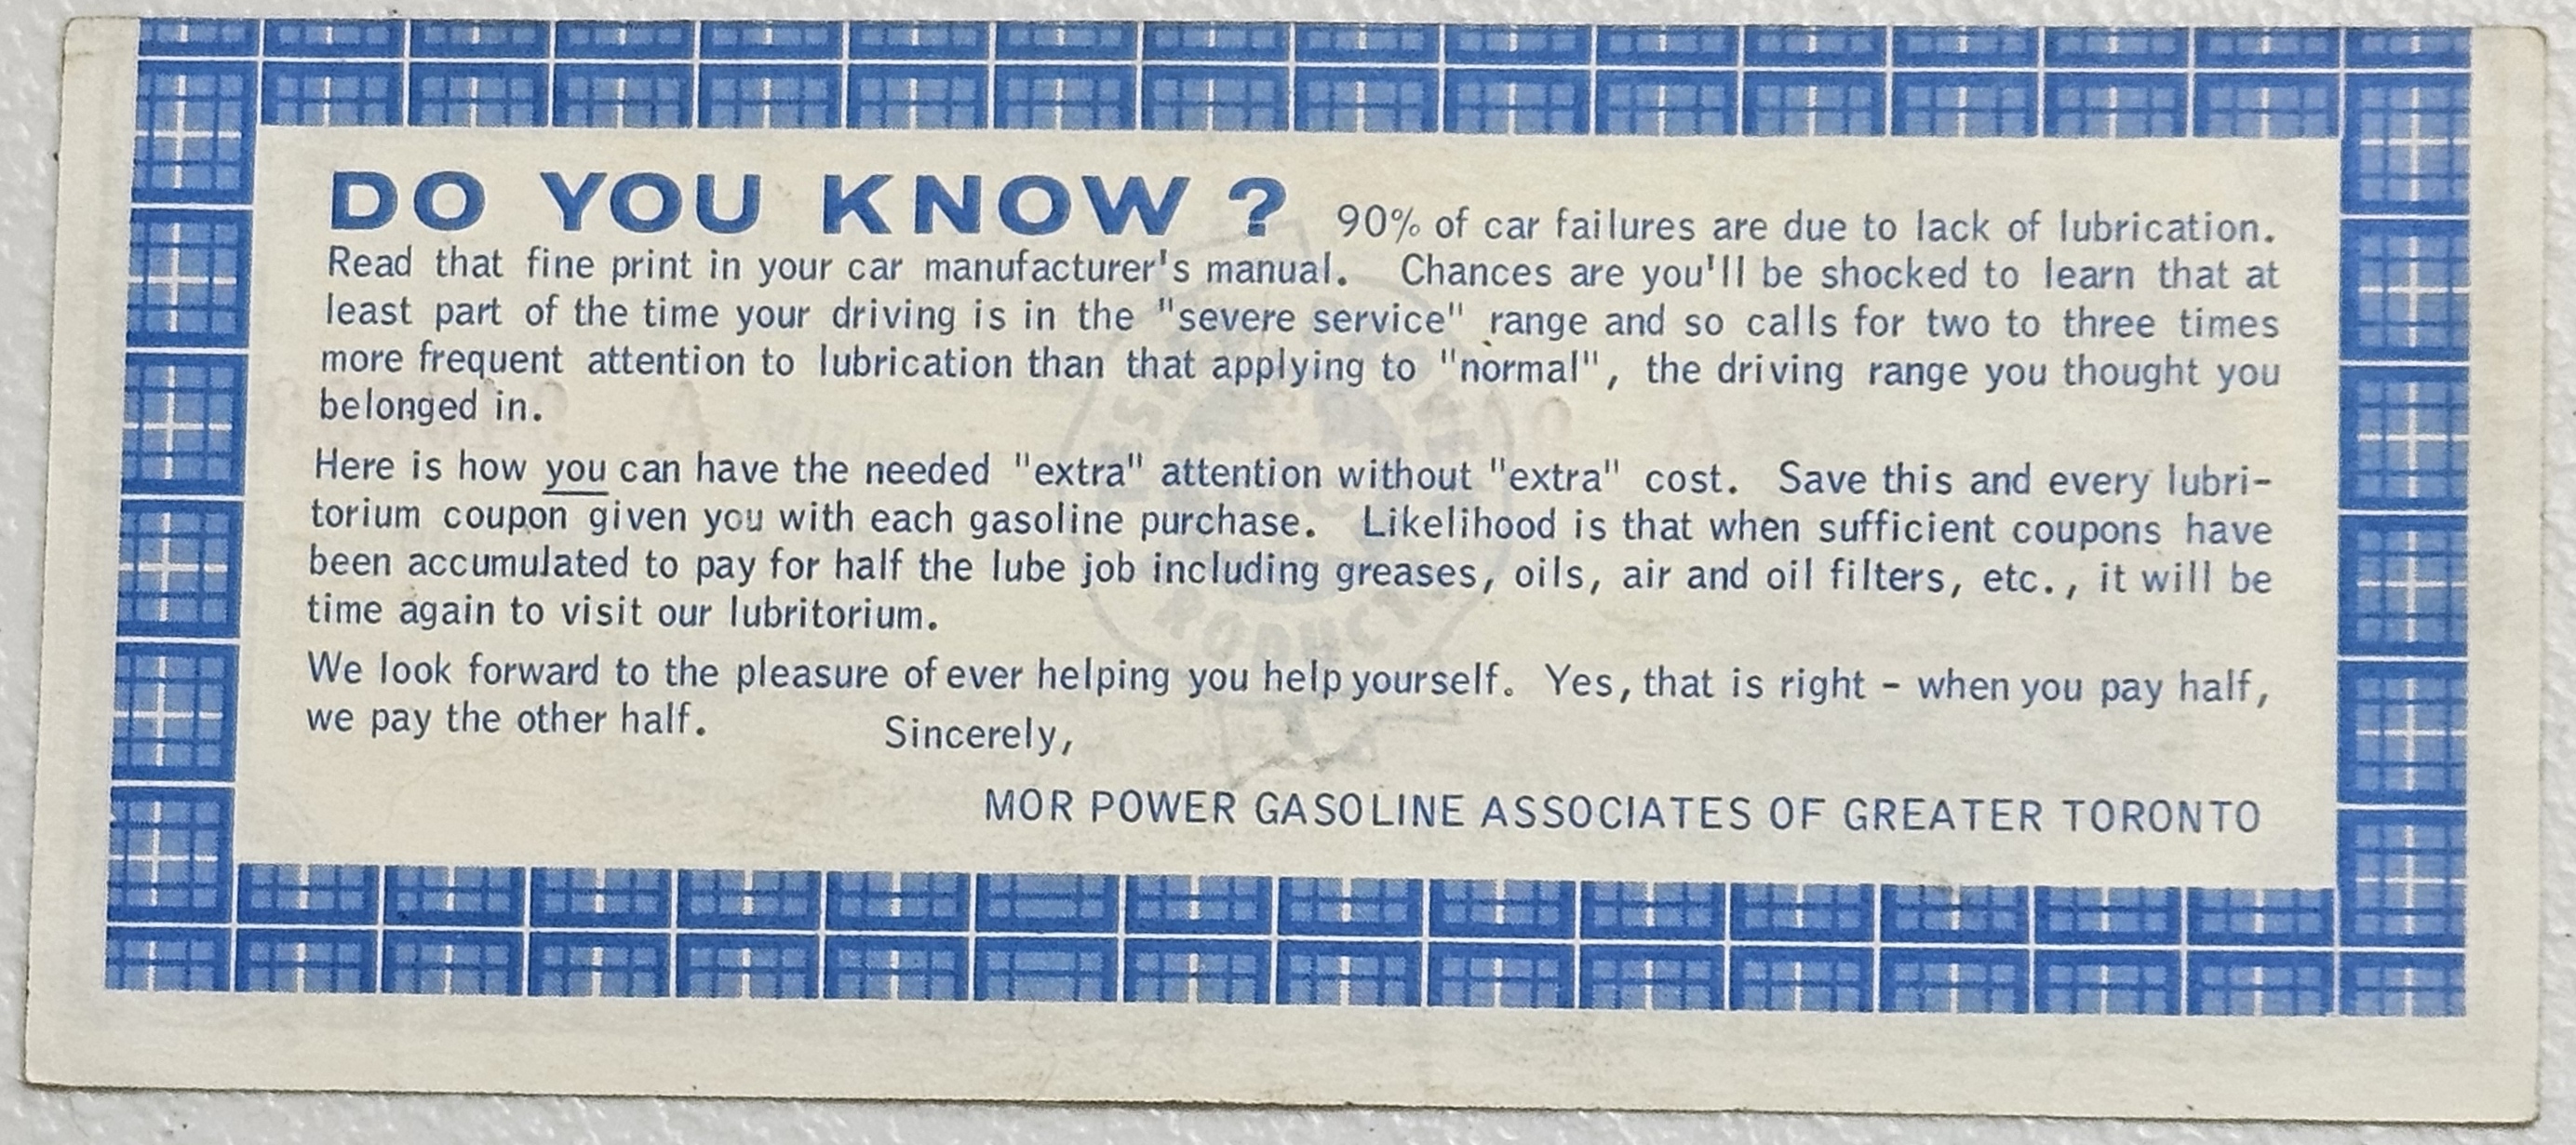 DO YOU KNOW ? 90% of car failures are due to lack of lubrication.
Read that fine print in your car manufacturer's manual. Chances are you'll be shocked to learn that at
least part of the time your driving is in the "severe service" range and so calls for two to three times
more frequent attention to lubrication than that applying to "normal", the driving range you thought you
belonged in.
Here is how you can have the needed "extra" attention without "extra" cost. Save this and every lubri-
torium coupon given you with each gasoline purchase. Likelihood is that when sufficient coupons have
been accumulated to pay for half the lube job including greases, oils, air and oil filters, etc., it will be
time again to visit our lubritorium.
We look forward to the pleasure of ever helping you help yourself. Yes, that is right - when you pay half,
we pay the other half. Sincerely,
MOR POWER GASOLINE ASSOCIATES OF GREATER TORONTO